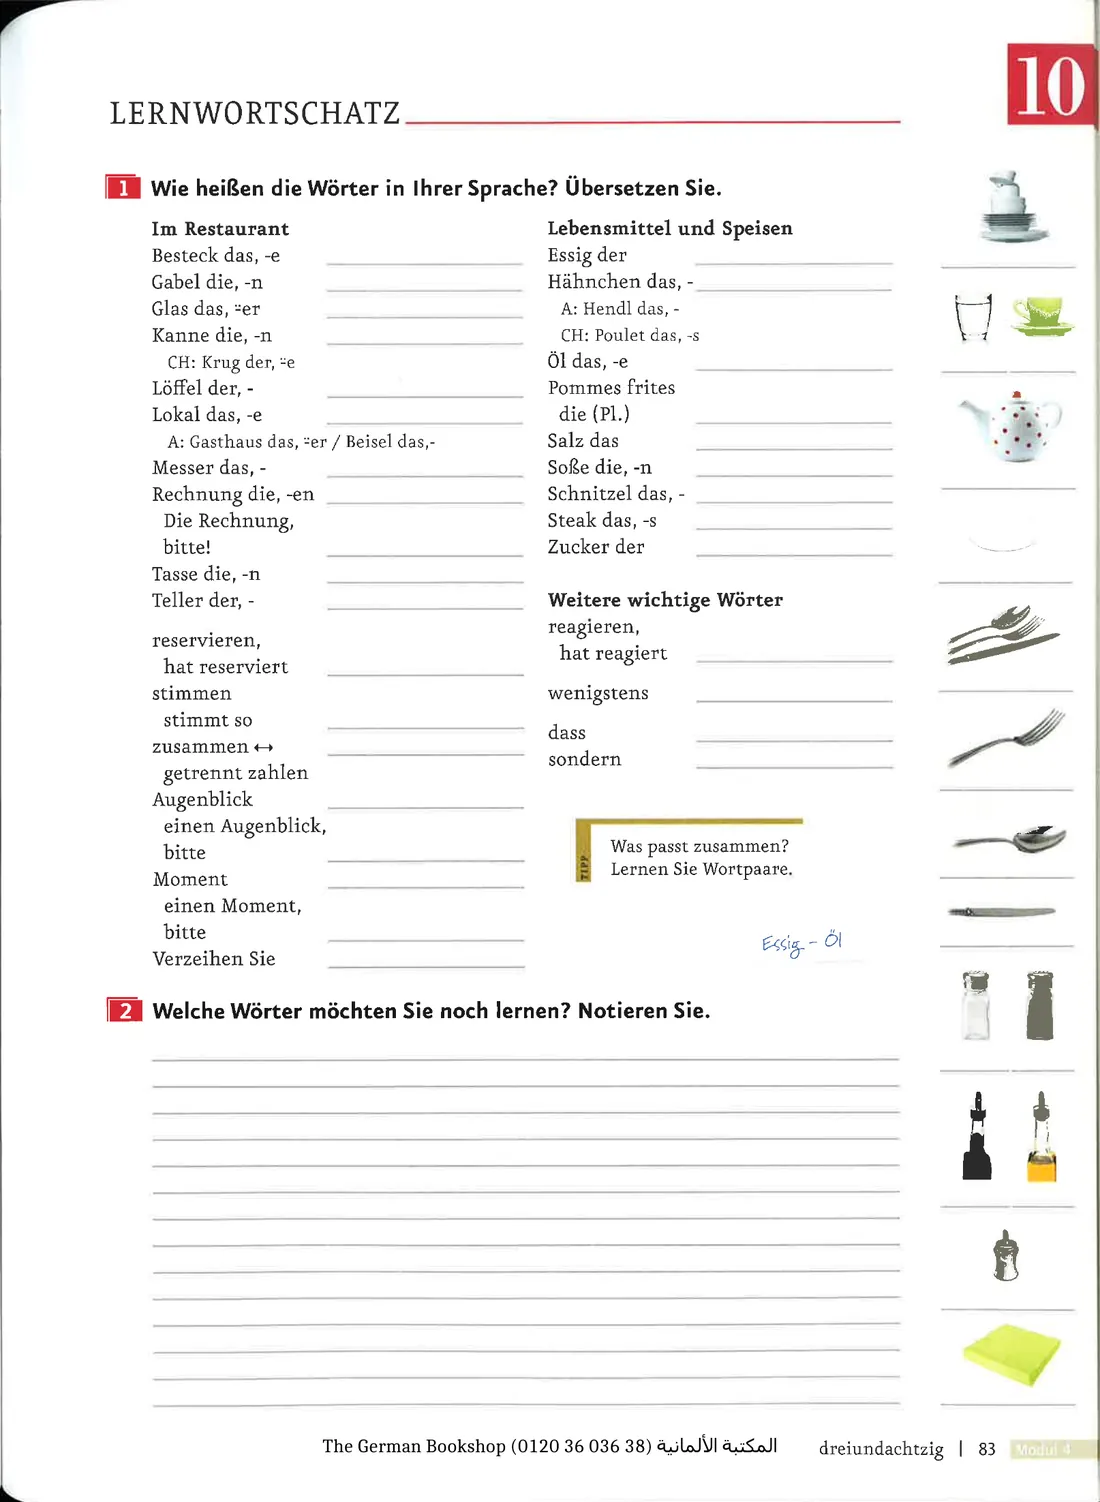 10
LERNWORTSCHATZ
1 Wie heißen die Wörter in Ihrer Sprache? Übersetzen Sie.
Im Restaurant
Besteck das, -e
Gabel die, -n
Glas das, ¨-er
Kanne die, -n
CH: Krug der, ¨-e
Löffel der, -
Lokal das, -e
A: Gasthaus das, ¨-er / Beisel das,-
Messer das, -
Rechnung die, -en
Die Rechnung,
bitte!
Tasse die, -n
Teller der, -
reservieren,
hat reserviert
stimmen
stimmt so
zusammen ↔
getrennt zahlen
Augenblick
einen Augenblick,
bitte
Moment
einen Moment,
bitte
Verzeihen Sie
Lebensmittel und Speisen
Essig der
Hähnchen das, -
A: Hendl das, -
CH: Poulet das, -s
Öl das, -e
Pommes frites
die (Pl.)
Salz das
Soße die, -n
Schnitzel das, -
Steak das, -s
Zucker der
Weitere wichtige Wörter
reagieren,
hat reagiert
wenigstens
dass
sondern
TIPP
Was passt zusammen?
Lernen Sie Wortpaare.
Essig - Öl
2 Welche Wörter möchten Sie noch lernen? Notieren Sie.
The German Bookshop (0120 36 036 38) المكتبة الألمانية
dreiundachtzig | 83 Modul 4